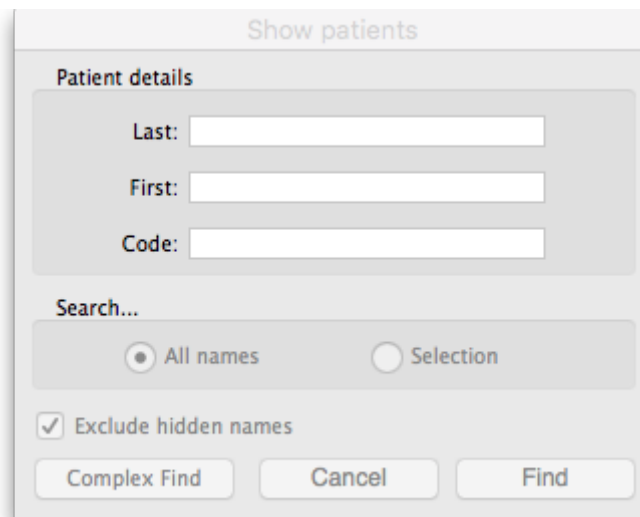 Show patients
Patient details
Last:
First:
Code:
Search...
All names Selection
Exclude hidden names
Complex Find Cancel Find